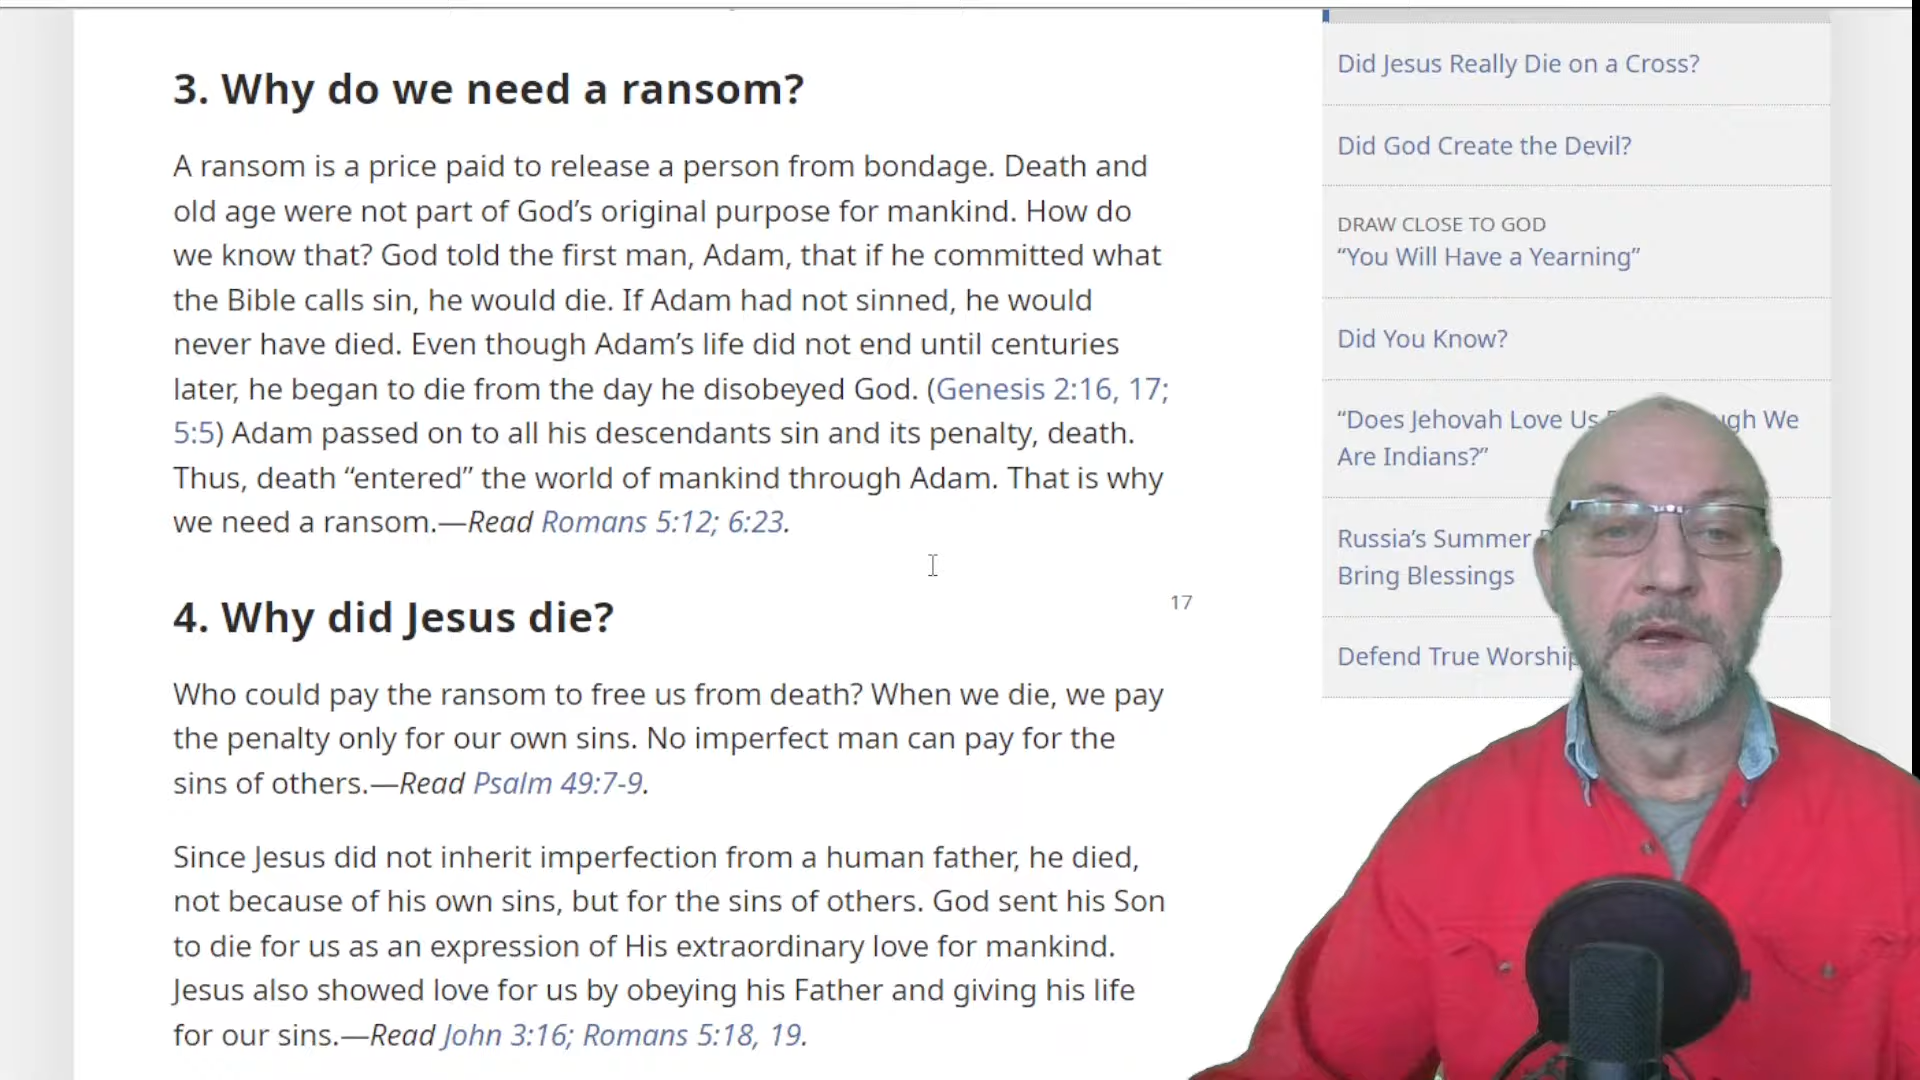 3. Why do we need a ransom?
A ransom is a price paid to release a person from bondage. Death and
old age were not part of God’s original purpose for mankind. How do
we know that? God told the first man, Adam, that if he committed what
the Bible calls sin, he would die. If Adam had not sinned, he would
never have died. Even though Adam’s life did not end until centuries
later, he began to die from the day he disobeyed God. (Genesis 2:16, 17;
5:5) Adam passed on to all his descendants sin and its penalty, death.
Thus, death “entered” the world of mankind through Adam. That is why
we need a ransom.—Read Romans 5:12; 6:23.
17
4. Why did Jesus die?
Who could pay the ransom to free us from death? When we die, we pay
the penalty only for our own sins. No imperfect man can pay for the
sins of others.—Read Psalm 49:7-9.
Since Jesus did not inherit imperfection from a human father, he died,
not because of his own sins, but for the sins of others. God sent his Son
to die for us as an expression of His extraordinary love for mankind.
Jesus also showed love for us by obeying his Father and giving his life
for our sins.—Read John 3:16; Romans 5:18, 19.
Did Jesus Really Die on a Cross?
Did God Create the Devil?
DRAW CLOSE TO GOD
“You Will Have a Yearning”
Did You Know?
“Does Jehovah Love Us We
Are Indians?”
Russia’s Summer
Bring Blessings
Defend True Worship